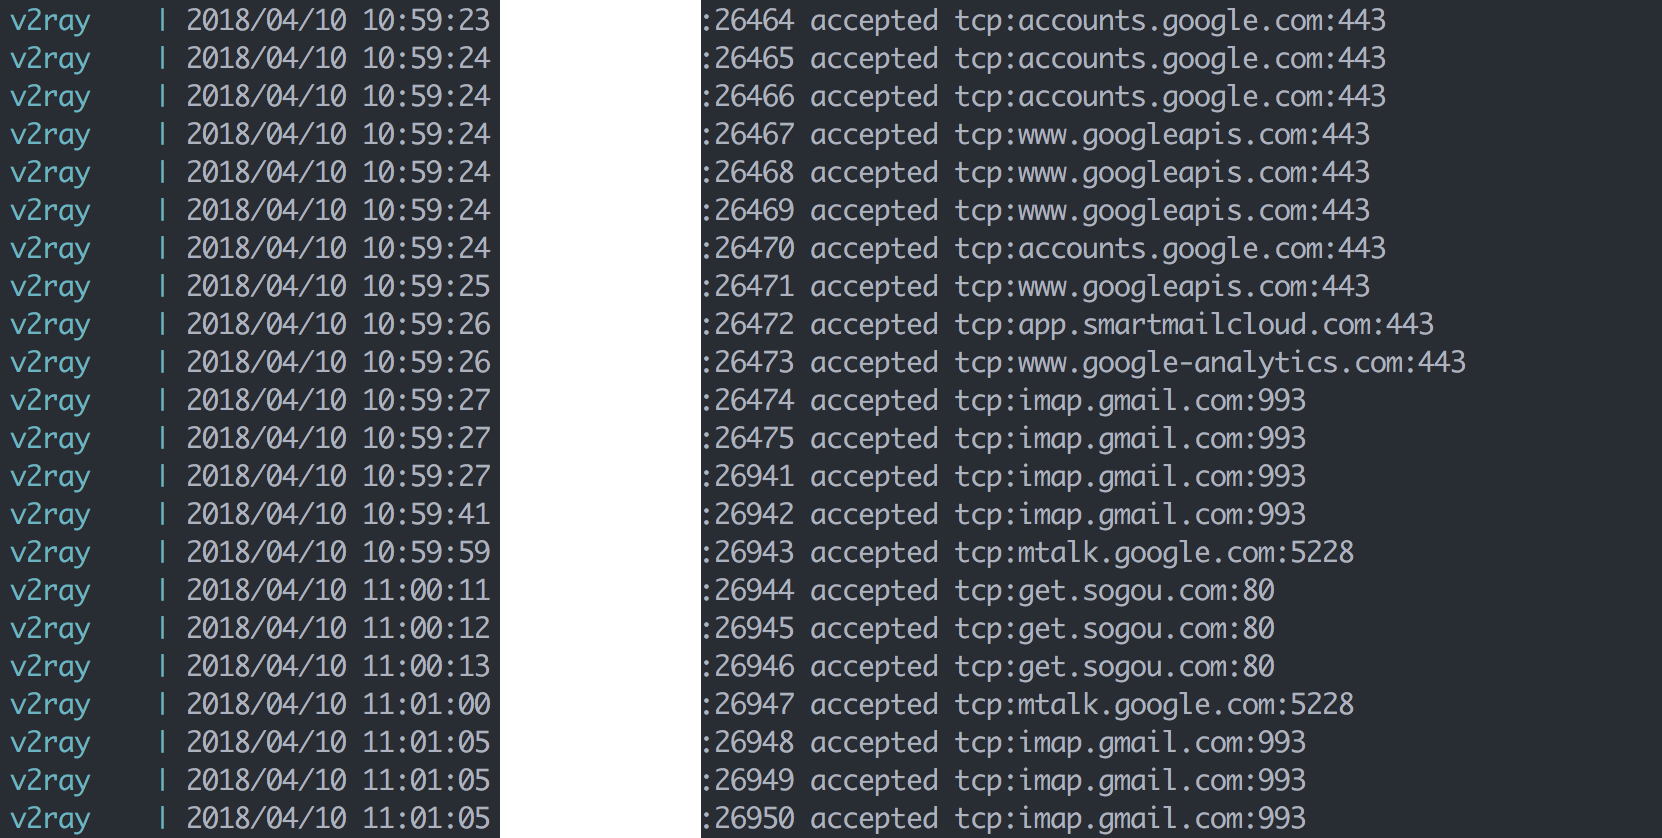 v2ray | 2018/04/10 10:59:23 :26464 accepted tcp:accounts.google.com:443
v2ray | 2018/04/10 10:59:24 :26465 accepted tcp:accounts.google.com:443
v2ray | 2018/04/10 10:59:24 :26466 accepted tcp:accounts.google.com:443
v2ray | 2018/04/10 10:59:24 :26467 accepted tcp:www.googleapis.com:443
v2ray | 2018/04/10 10:59:24 :26468 accepted tcp:www.googleapis.com:443
v2ray | 2018/04/10 10:59:24 :26469 accepted tcp:www.googleapis.com:443
v2ray | 2018/04/10 10:59:24 :26470 accepted tcp:accounts.google.com:443
v2ray | 2018/04/10 10:59:25 :26471 accepted tcp:www.googleapis.com:443
v2ray | 2018/04/10 10:59:26 :26472 accepted tcp:app.smartmailcloud.com:443
v2ray | 2018/04/10 10:59:26 :26473 accepted tcp:www.google-analytics.com:443
v2ray | 2018/04/10 10:59:27 :26474 accepted tcp:imap.gmail.com:993
v2ray | 2018/04/10 10:59:27 :26475 accepted tcp:imap.gmail.com:993
v2ray | 2018/04/10 10:59:27 :26941 accepted tcp:imap.gmail.com:993
v2ray | 2018/04/10 10:59:41 :26942 accepted tcp:imap.gmail.com:993
v2ray | 2018/04/10 10:59:59 :26943 accepted tcp:mtalk.google.com:5228
v2ray | 2018/04/10 11:00:11 :26944 accepted tcp:get.sogou.com:80
v2ray | 2018/04/10 11:00:12 :26945 accepted tcp:get.sogou.com:80
v2ray | 2018/04/10 11:00:13 :26946 accepted tcp:get.sogou.com:80
v2ray | 2018/04/10 11:01:00 :26947 accepted tcp:mtalk.google.com:5228
v2ray | 2018/04/10 11:01:05 :26948 accepted tcp:imap.gmail.com:993
v2ray | 2018/04/10 11:01:05 :26949 accepted tcp:imap.gmail.com:993
v2ray | 2018/04/10 11:01:05 :26950 accepted tcp:imap.gmail.com:993